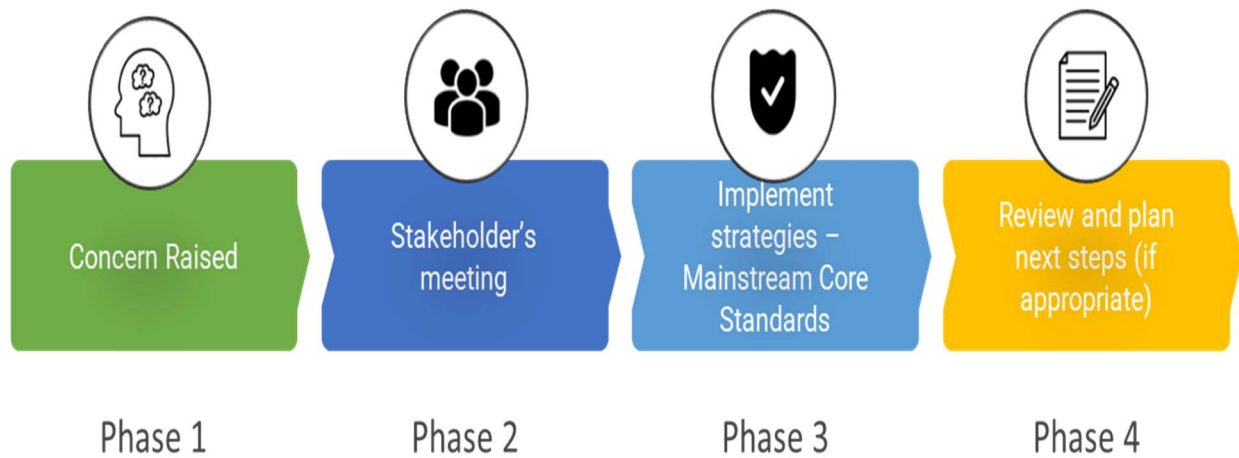 Concern Raised
Stakeholder’s
meeting
Implement
strategies –
Mainstream Core
Standards
Review and plan
next steps (if
appropriate)
Phase 1
Phase 2
Phase 3
Phase 4